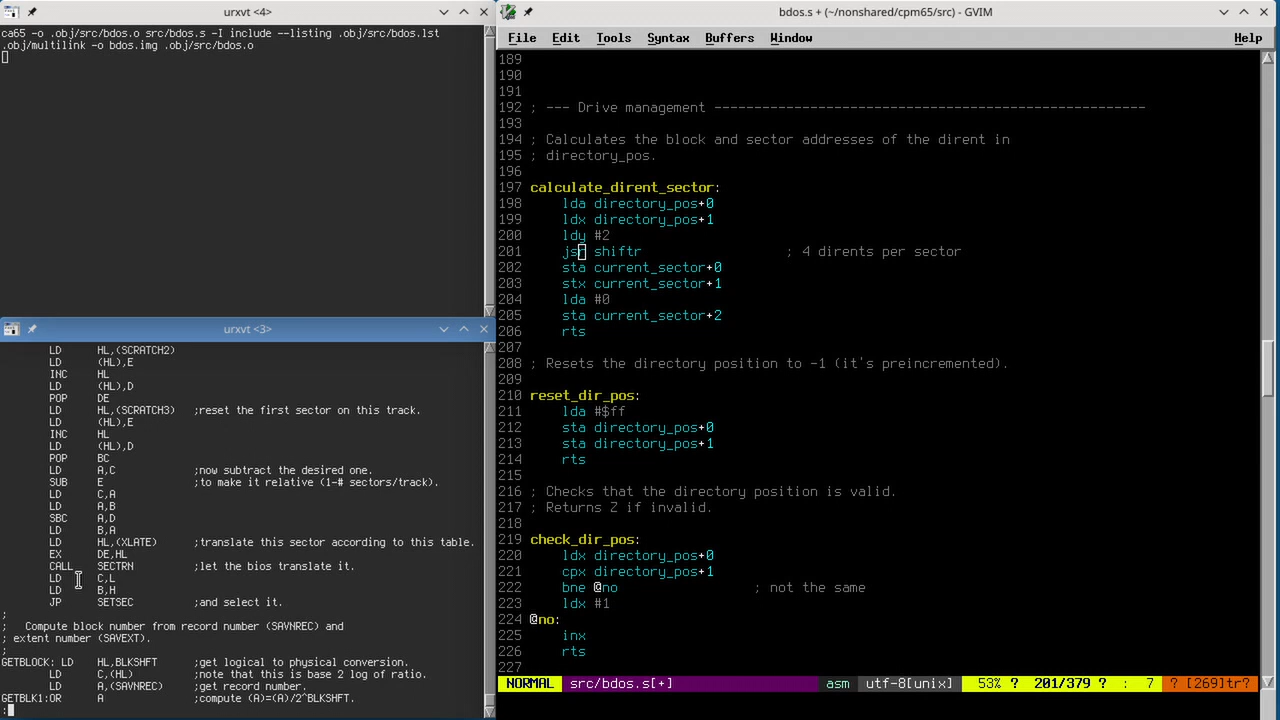 urxvt <4>
ca65 -o .obj/src/bdos.o src/bdos.s -I include --listing .obj/src/bdos.lst
.obj/multilink -o bdos.img .obj/src/bdos.o
urxvt <3>
LD HL,(SCRATCH2)
LD (HL),E
INC HL
LD (HL),D
POP DE
LD HL,(SCRATCH3) ;reset the first sector on this track.
LD (HL),E
INC HL
LD (HL),D
POP BC
LD A,C ;now subtract the desired one.
SUB E ;to make it relative (1-# sectors/track).
LD C,A
LD A,B
SBC A,D
LD B,A
LD HL,(XLATE) ;translate this sector according to this table.
EX DE,HL
CALL SECTRN ;let the bios translate it.
LD C,L
LD B,H
JP SETSEC ;and select it.
;
; Compute block number from record number (SAVNREC) and
; extent number (SAVEXT).
;
GETBLOCK: LD HL,BLKSHFT ;get logical to physical conversion.
LD C,(HL) ;note that this is base 2 log of ratio.
LD A,(SAVNREC) ;get record number.
GETBLK1:OR A ;compute (A)=(A)/2^BLKSHFT.
:
bdos.s + (~/nonshared/cpm65/src) - GVIM
File Edit Tools Syntax Buffers Window Help
189
190
191
192 ; --- Drive management ------------------------------------------------------
193
194 ; Calculates the block and sector addresses of the dirent in
195 ; directory_pos.
196
197 calculate_dirent_sector:
198 lda directory_pos+0
199 ldx directory_pos+1
200 ldy #2
201 jsr shiftr ; 4 dirents per sector
202 sta current_sector+0
203 stx current_sector+1
204 lda #0
205 sta current_sector+2
206 rts
207
208 ; Resets the directory position to -1 (it's preincremented).
209
210 reset_dir_pos:
211 lda #$ff
212 sta directory_pos+0
213 sta directory_pos+1
214 rts
215
216 ; Checks that the directory position is valid.
217 ; Returns Z if invalid.
218
219 check_dir_pos:
220 ldx directory_pos+0
221 cpx directory_pos+1
222 bne @no ; not the same
223 ldx #1
224 @no:
225 inx
226 rts
227
NORMAL src/bdos.s[+] asm utf-8[unix] 53% ? 201/379 ? : 7 ? [269]tr?